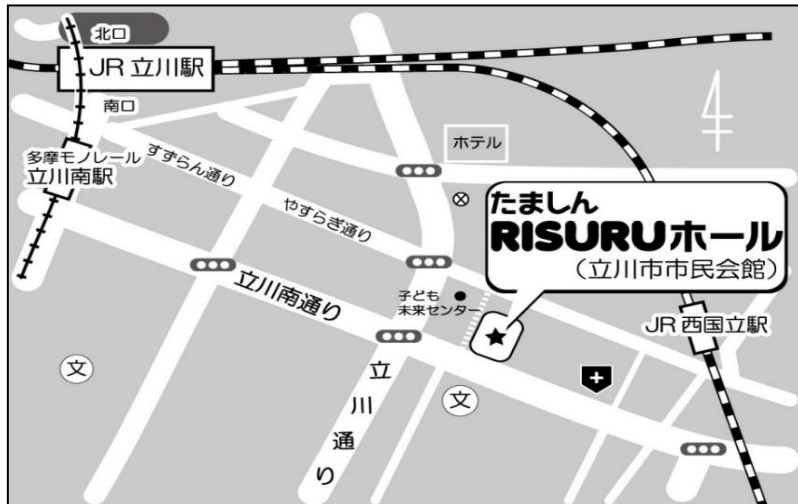 北口
JR 立川駅
南口
多摩モノレール
立川南駅
すずらん通り
やすらぎ通り
ホテル
たましん
RISURUホール
（立川市市民会館）
立川南通り
子ども
未来センター
JR 西国立駅
文
立川通り
文